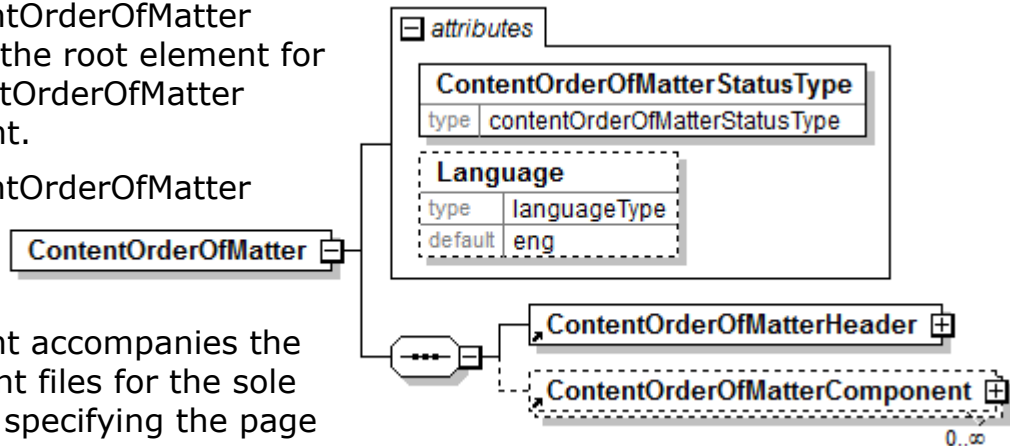 ntOrderOfMatter
the root element for
tOrderOfMatter
nt.
ntOrderOfMatter
nt accompanies the
nt files for the sole
specifying the page
attributes
ContentOrderOfMatterStatusType
type contentOrderOfMatterStatusType
Language
type languageType
default eng
ContentOrderOfMatter
ContentOrderOfMatterHeader
ContentOrderOfMatterComponent
0..∞